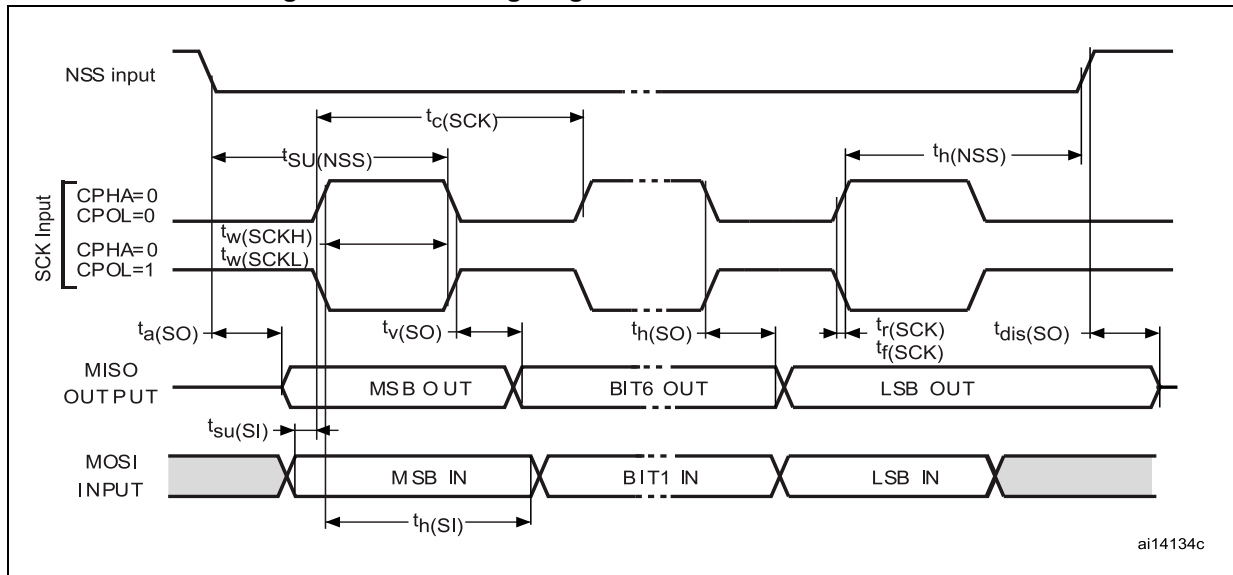 NSS input
tc(SCK)
tSU(NSS)
th(NSS)
SCK Input
CPHA=0
CPOL=0
tw(SCKH)
CPHA=0
CPOL=1
tw(SCKL)
ta(SO)
tv(SO)
th(SO)
tr(SCK)
tf(SCK)
tdis(SO)
MISO
OUTPUT
MSB OUT
BIT6 OUT
LSB OUT
tsu(SI)
MOSI
INPUT
MSB IN
BIT1 IN
LSB IN
th(SI)
ai14134c